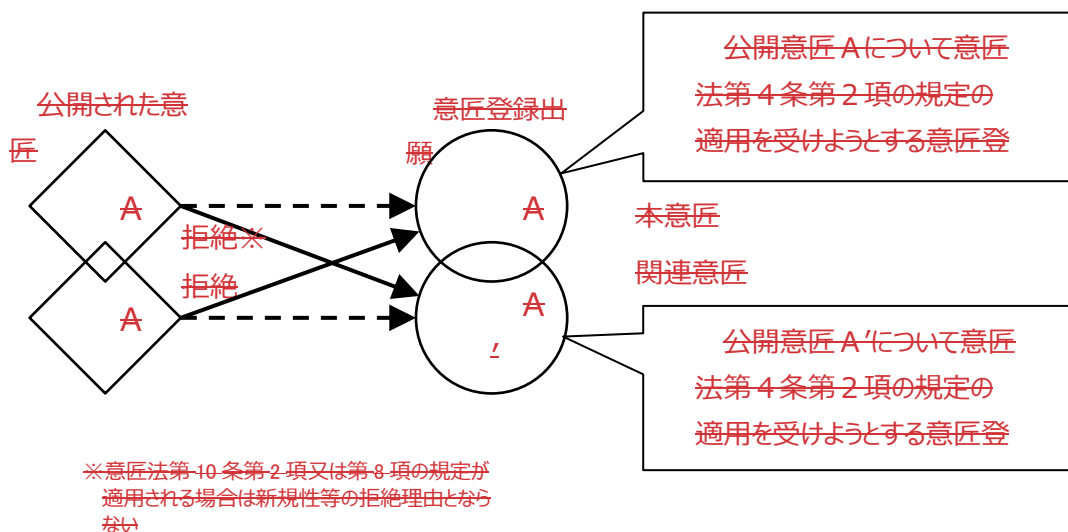 公開された意
匠
意匠登録出
願
公開意匠Aについて意匠
法第4条第2項の規定の
適用を受けようとする意匠登
A
A
拒絶※
本意匠
拒絶
関連意匠
A
A
′
公開意匠A′について意匠
法第4条第2項の規定の
適用を受けようとする意匠登
※意匠法第10条第2項又は第8項の規定が
適用される場合は新規性等の拒絶理由となら
ない